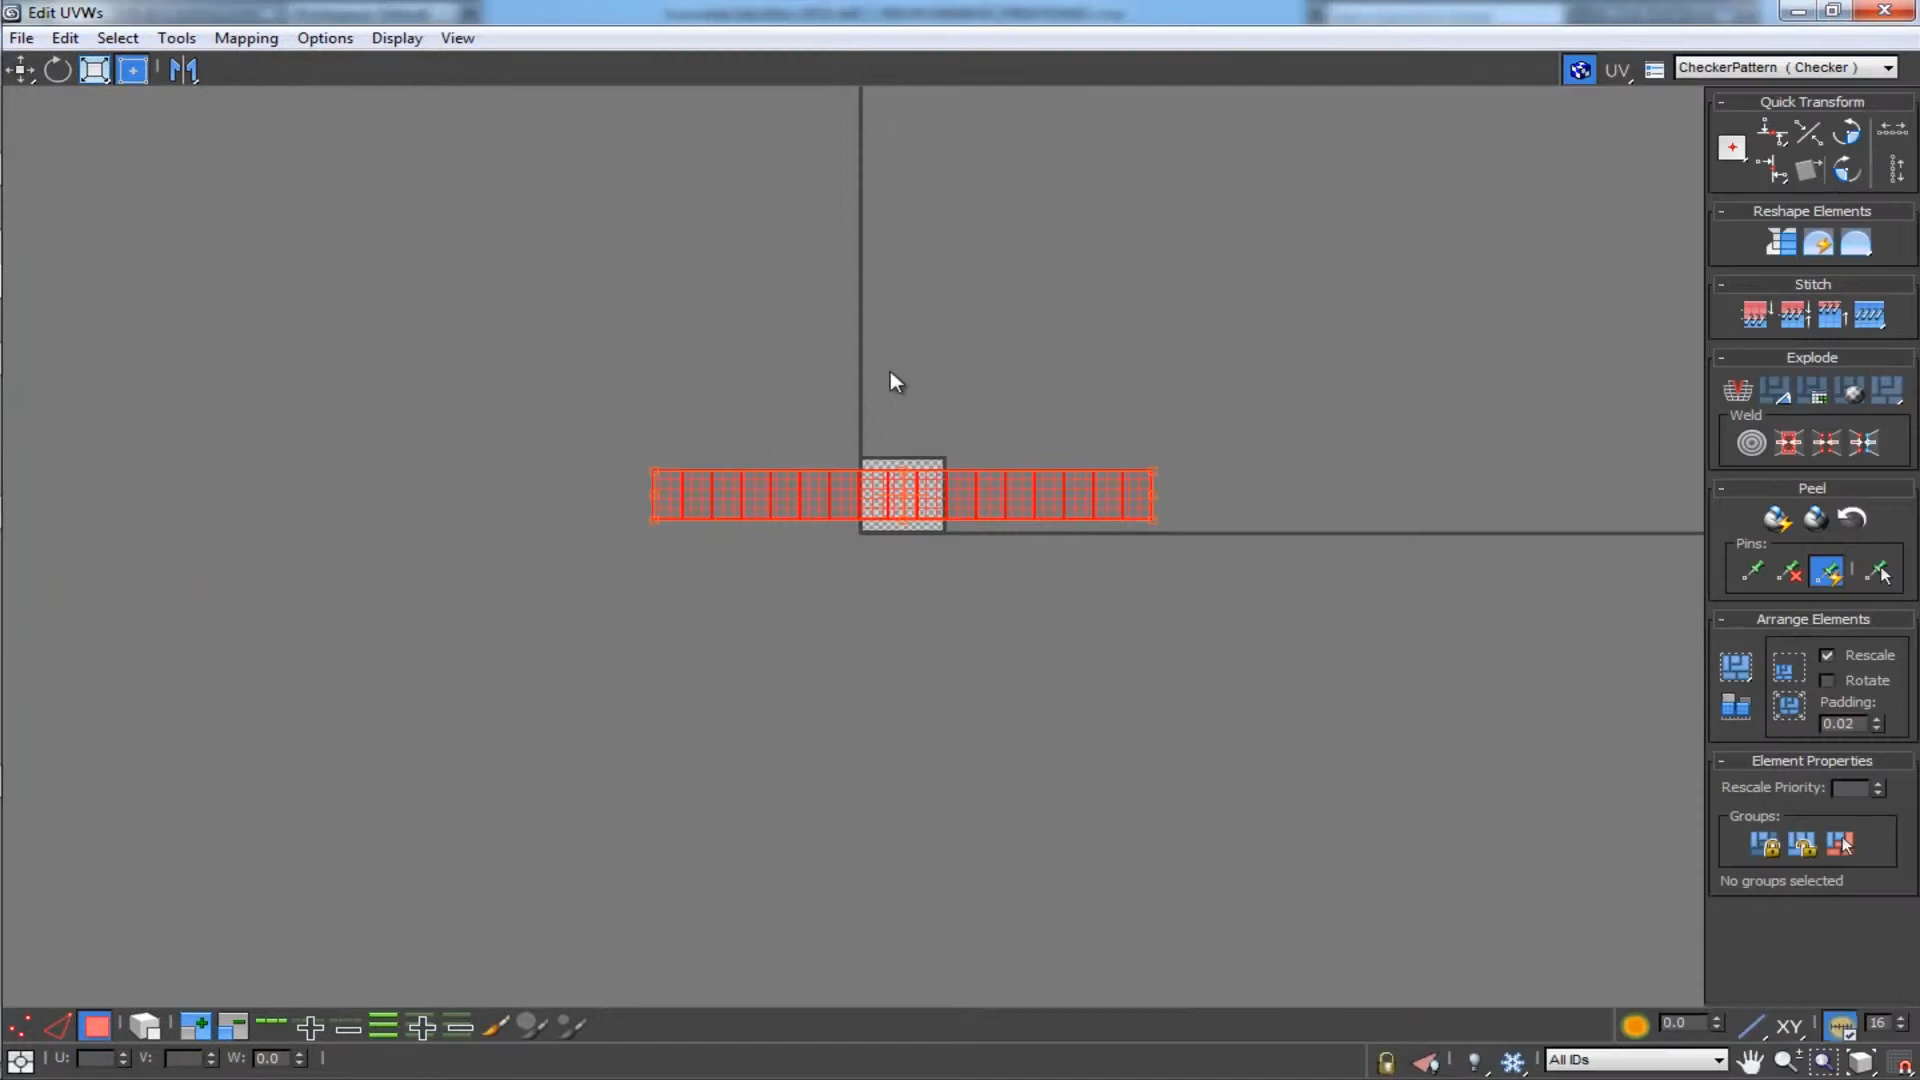 Edit UVWs
File Edit Select Tools Mapping Options Display View
UV CheckerPattern ( Checker )
Quick Transform
Reshape Elements
Stitch
Explode
Weld
Peel
Pins:
Arrange Elements
Rescale
Rotate
Padding:
0.02
Element Properties
Rescale Priority:
Groups:
No groups selected
0.0 XY 16
U: V: W: 0.0 All IDs